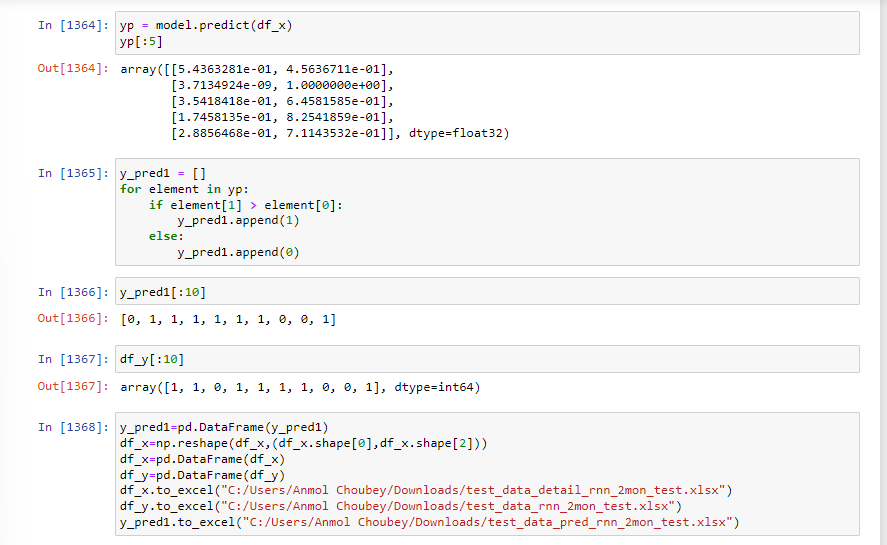 In [1364]: yp = model.predict(df_x)
yp[:5]
Out[1364]: array([[5.4363281e-01, 4.5636711e-01],
[3.7134924e-09, 1.0000000e+00],
[3.5418418e-01, 6.4581585e-01],
[1.7458135e-01, 8.2541859e-01],
[2.8856468e-01, 7.1143532e-01]], dtype=float32)
In [1365]: y_pred1 = []
for element in yp:
    if element[1] > element[0]:
        y_pred1.append(1)
    else:
        y_pred1.append(0)
In [1366]: y_pred1[:10]
Out[1366]: [0, 1, 1, 1, 1, 1, 1, 0, 0, 1]
In [1367]: df_y[:10]
Out[1367]: array([1, 1, 0, 1, 1, 1, 1, 0, 0, 1], dtype=int64)
In [1368]: y_pred1=pd.DataFrame(y_pred1)
df_x=np.reshape(df_x,(df_x.shape[0],df_x.shape[2]))
df_x=pd.DataFrame(df_x)
df_y=pd.DataFrame(df_y)
df_x.to_excel("C:/Users/Anmol Choubey/Downloads/test_data_detail_rnn_2mon_test.xlsx")
df_y.to_excel("C:/Users/Anmol Choubey/Downloads/test_data_rnn_2mon_test.xlsx")
y_pred1.to_excel("C:/Users/Anmol Choubey/Downloads/test_data_pred_rnn_2mon_test.xlsx")